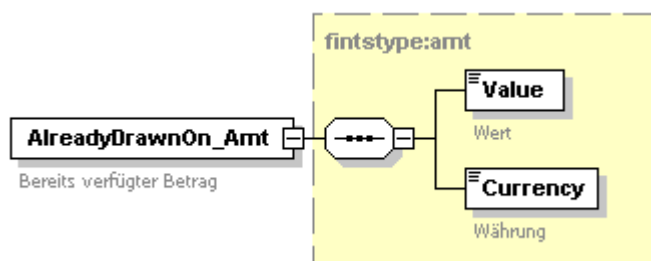 fintstype:amt
Value
Wert
AlreadyDrawnOn_Amt
Bereits verfügter Betrag
Currency
Währung